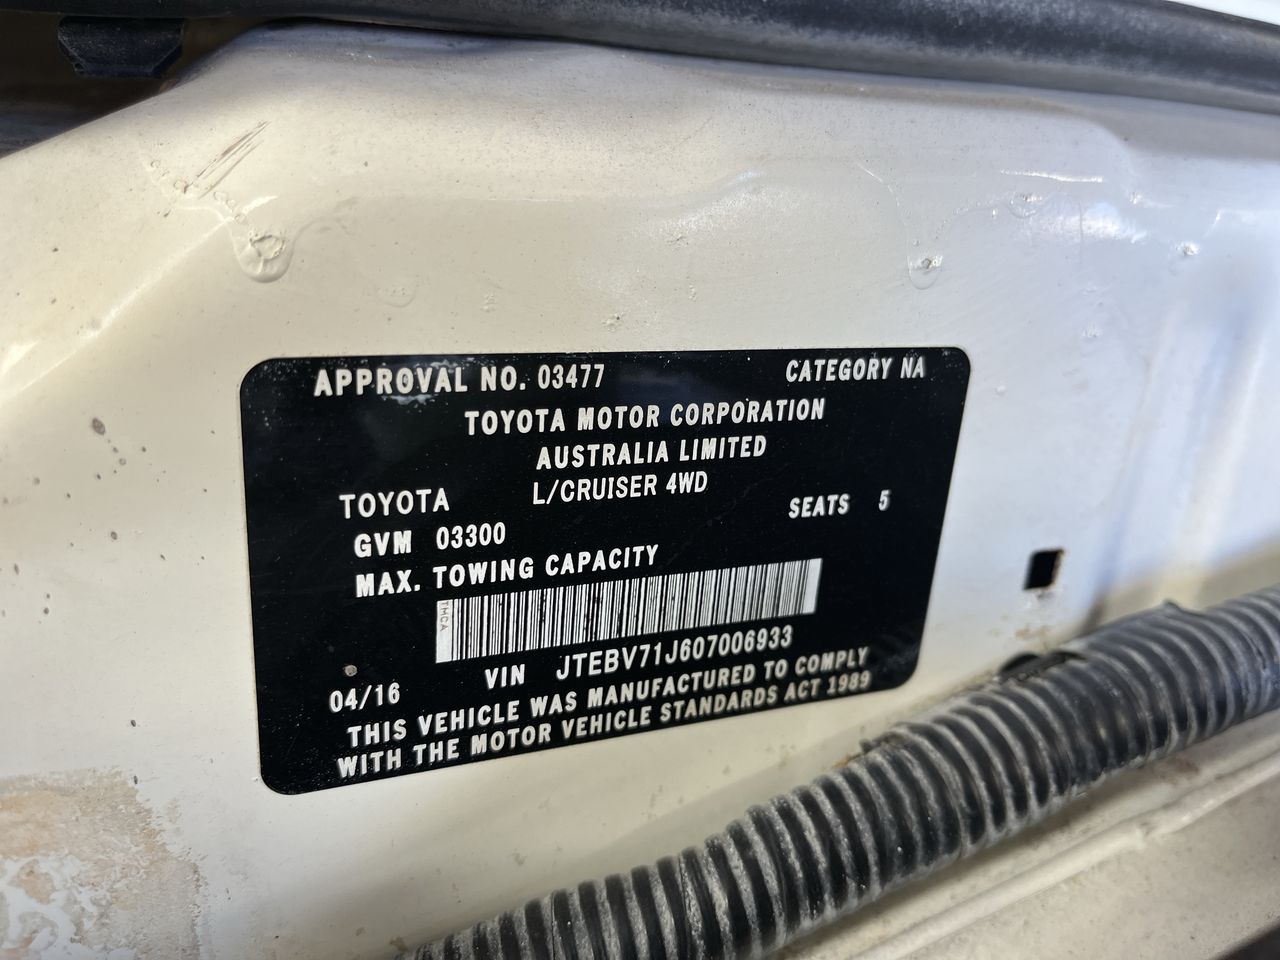 APPROVAL NO. 03477 CATEGORY NA
TOYOTA MOTOR CORPORATION
AUSTRALIA LIMITED
TOYOTA L/CRUISER 4WD
GVM 03300 SEATS 5
MAX. TOWING CAPACITY
TMCA
VIN JTEBV71J607006933
04/16
THIS VEHICLE WAS MANUFACTURED TO COMPLY
WITH THE MOTOR VEHICLE STANDARDS ACT 1989